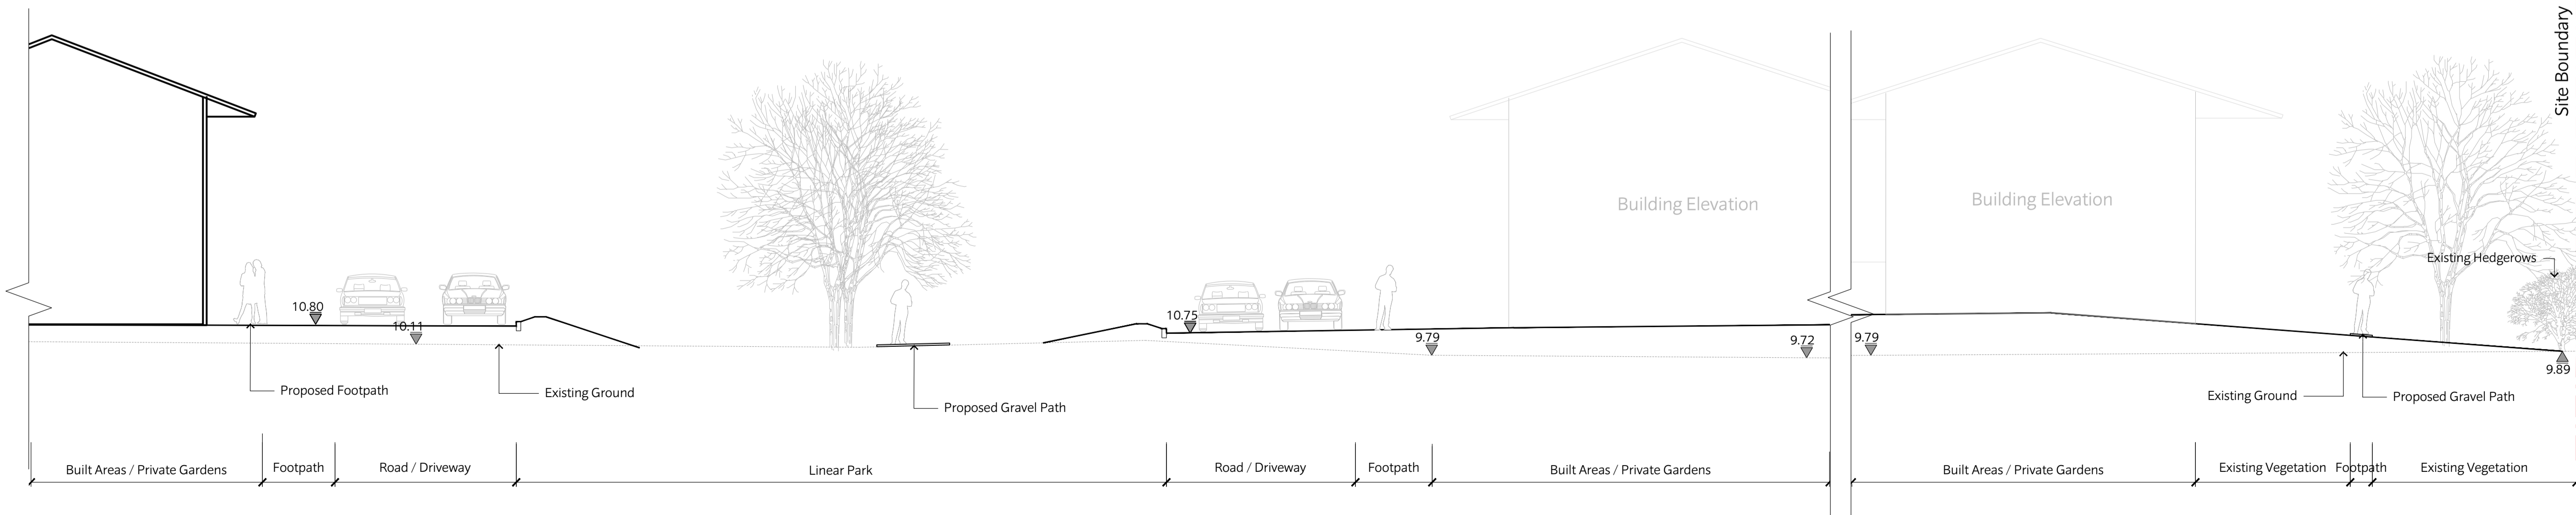 Site Boundary
Building Elevation
Building Elevation
Existing Hedgerows
10.80
10.11
10.75
9.79
9.72
9.79
9.89
Proposed Footpath
Existing Ground
Proposed Gravel Path
Existing Ground
Proposed Gravel Path
Built Areas / Private Gardens
Footpath
Road / Driveway
Linear Park
Road / Driveway
Footpath
Built Areas / Private Gardens
Built Areas / Private Gardens
Existing Vegetation
Footpath
Existing Vegetation